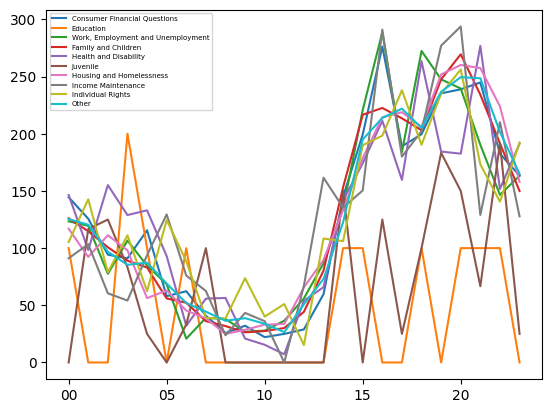 300
250
200
150
100
50
0
00
05
10
15
20
Consumer Financial Questions
Education
Work, Employment and Unemployment
Family and Children
Health and Disability
Juvenile
Housing and Homelessness
Income Maintenance
Individual Rights
Other